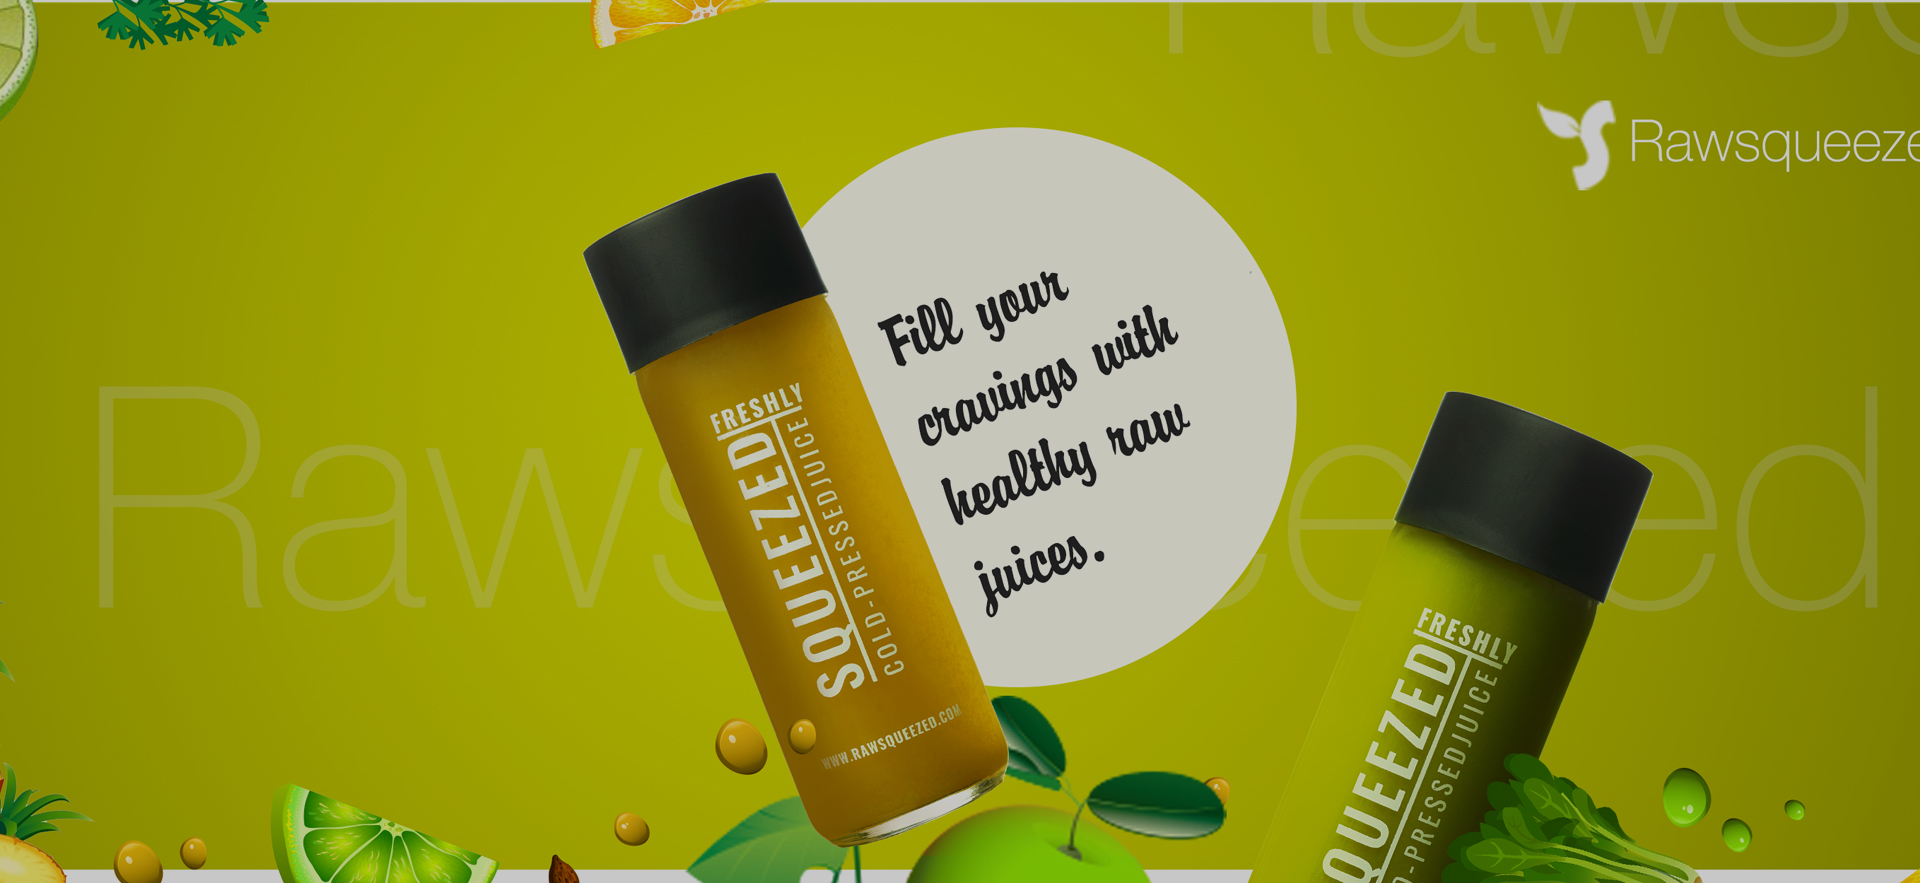 Rawsqueeze
Fill your
cravings with
healthy raw
juices.
FRESHLY
SQUEEZED
COLD-PRESSEDJUICE
WWW.RAWSQUEEZED.COM
FRESHLY
QUEEZED
-PRESSEDJUICE